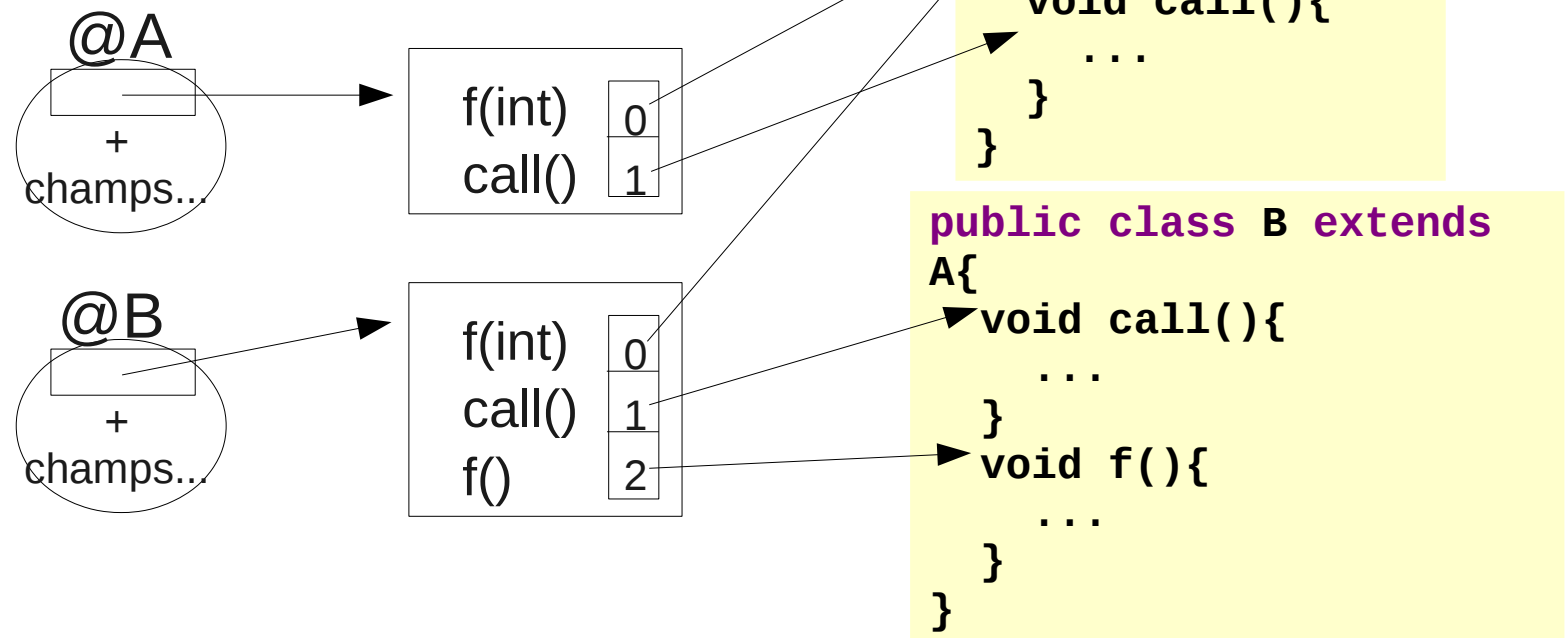 void call(){
...
}
}
@A
+
champs...
f(int) 0
call() 1
public class B extends
A{
void call(){
...
}
void f(){
...
}
}
@B
+
champs...
f(int) 0
call() 1
f() 2